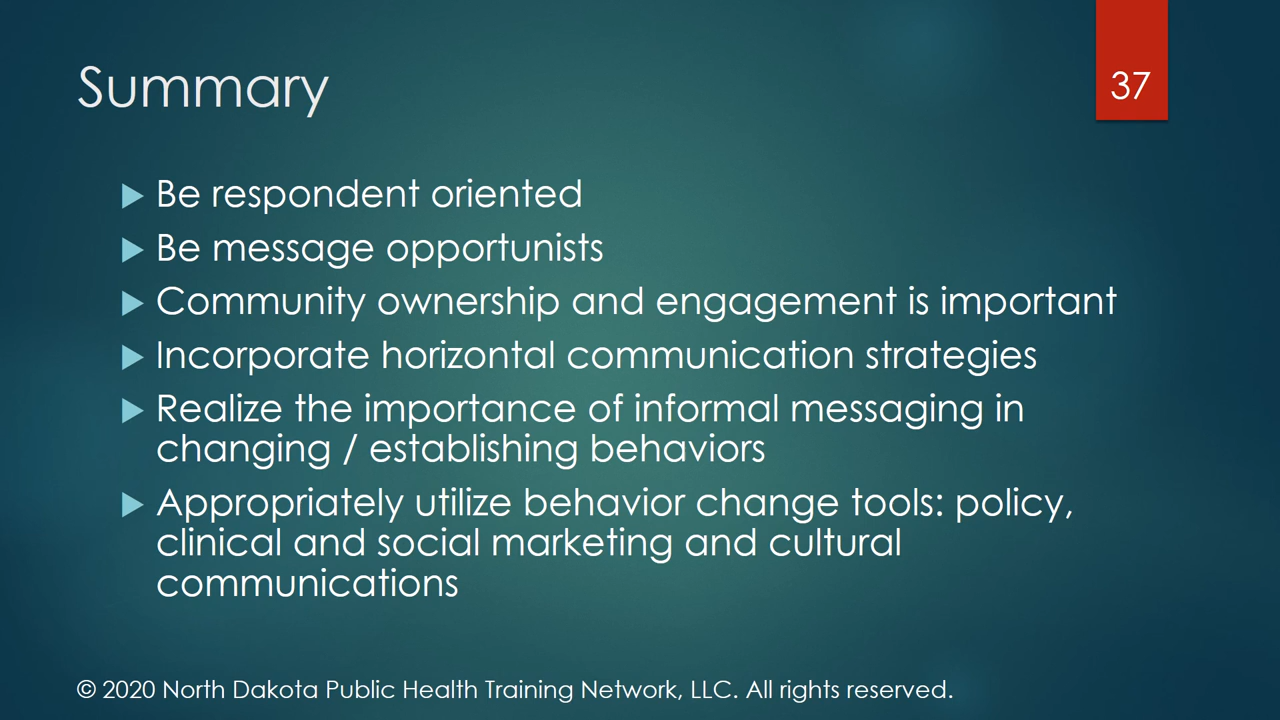 Summary
37
Be respondent oriented
Be message opportunists
Community ownership and engagement is important
Incorporate horizontal communication strategies
Realize the importance of informal messaging in
changing / establishing behaviors
Appropriately utilize behavior change tools: policy,
clinical and social marketing and cultural
communications
© 2020 North Dakota Public Health Training Network, LLC. All rights reserved.